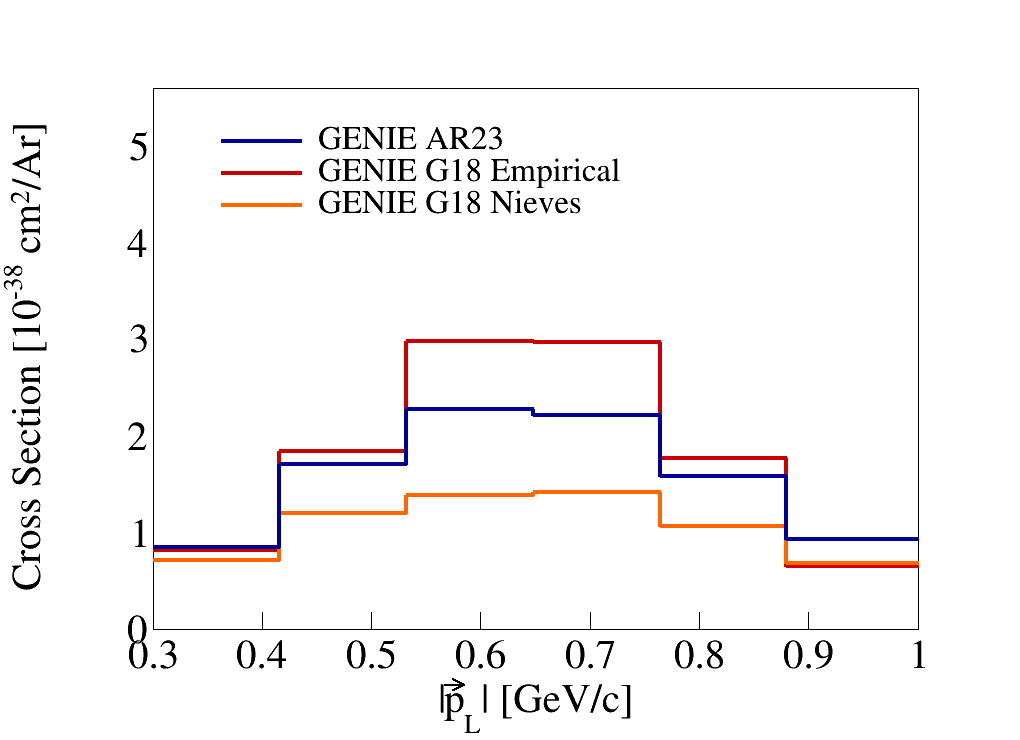 GENIE AR23
GENIE G18 Empirical
GENIE G18 Nieves
Cross Section [10⁻³⁸ cm²/Ar]
5
4
3
2
1
0
0.3 0.4 0.5 0.6 0.7 0.8 0.9 1
|p⃗_L| [GeV/c]